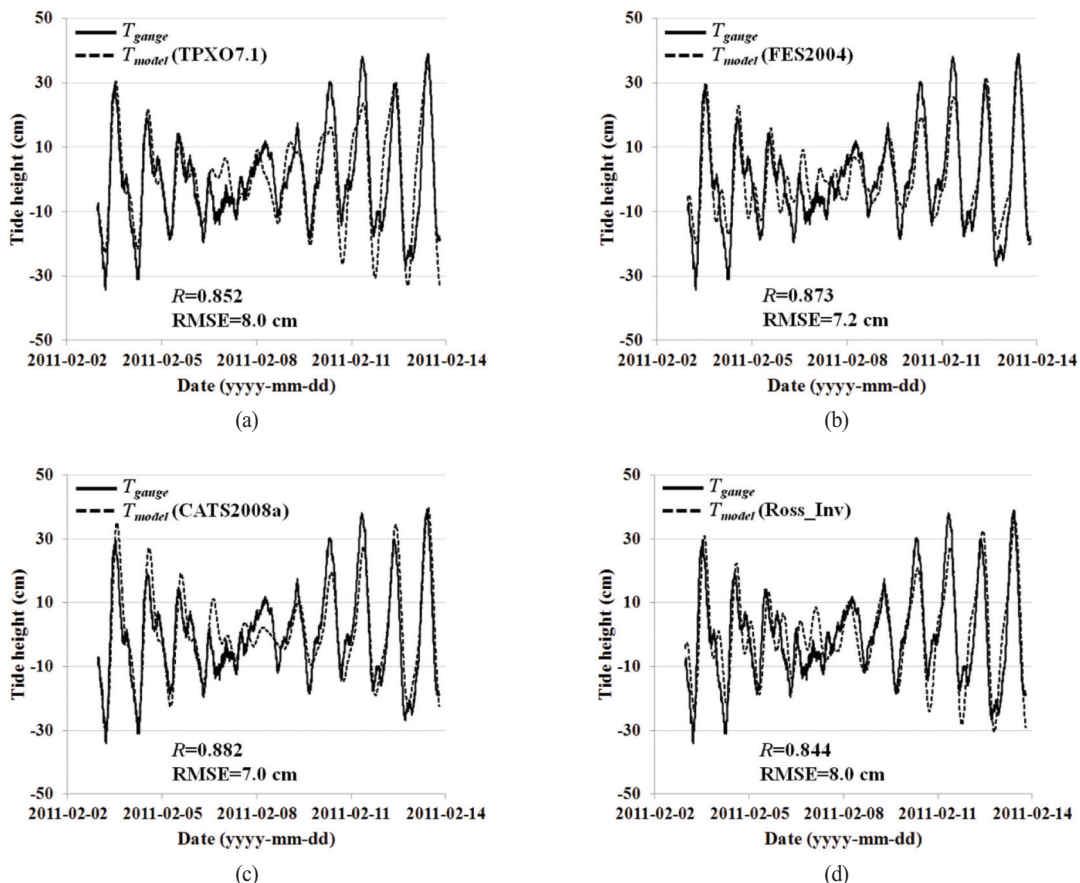 50
30
10
-10
-30
-50
Tide height (cm)
T_gauge
T_model (TPXO7.1)
R=0.852
RMSE=8.0 cm
2011-02-02 2011-02-05 2011-02-08 2011-02-11 2011-02-14
Date (yyyy-mm-dd)
(a)
50
30
10
-10
-30
-50
Tide height (cm)
T_gange
T_model (FES2004)
R=0.873
RMSE=7.2 cm
2011-02-02 2011-02-05 2011-02-08 2011-02-11 2011-02-14
Date (yyyy-mm-dd)
(b)
50
30
10
-10
-30
-50
Tide height (cm)
T_gange
T_model (CATS2008a)
R=0.882
RMSE=7.0 cm
2011-02-02 2011-02-05 2011-02-08 2011-02-11 2011-02-14
Date (yyyy-mm-dd)
(c)
50
30
10
-10
-30
-50
Tide height (cm)
T_gange
T_model (Ross_Inv)
R=0.844
RMSE=8.0 cm
2011-02-02 2011-02-05 2011-02-08 2011-02-11 2011-02-14
Date (yyyy-mm-dd)
(d)